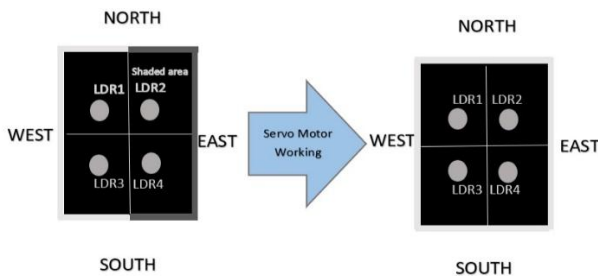 NORTH
Shaded area
LDR1 LDR2
WEST
EAST
LDR3 LDR4
SOUTH
Servo Motor
Working
NORTH
LDR1 LDR2
WEST
EAST
LDR3 LDR4
SOUTH